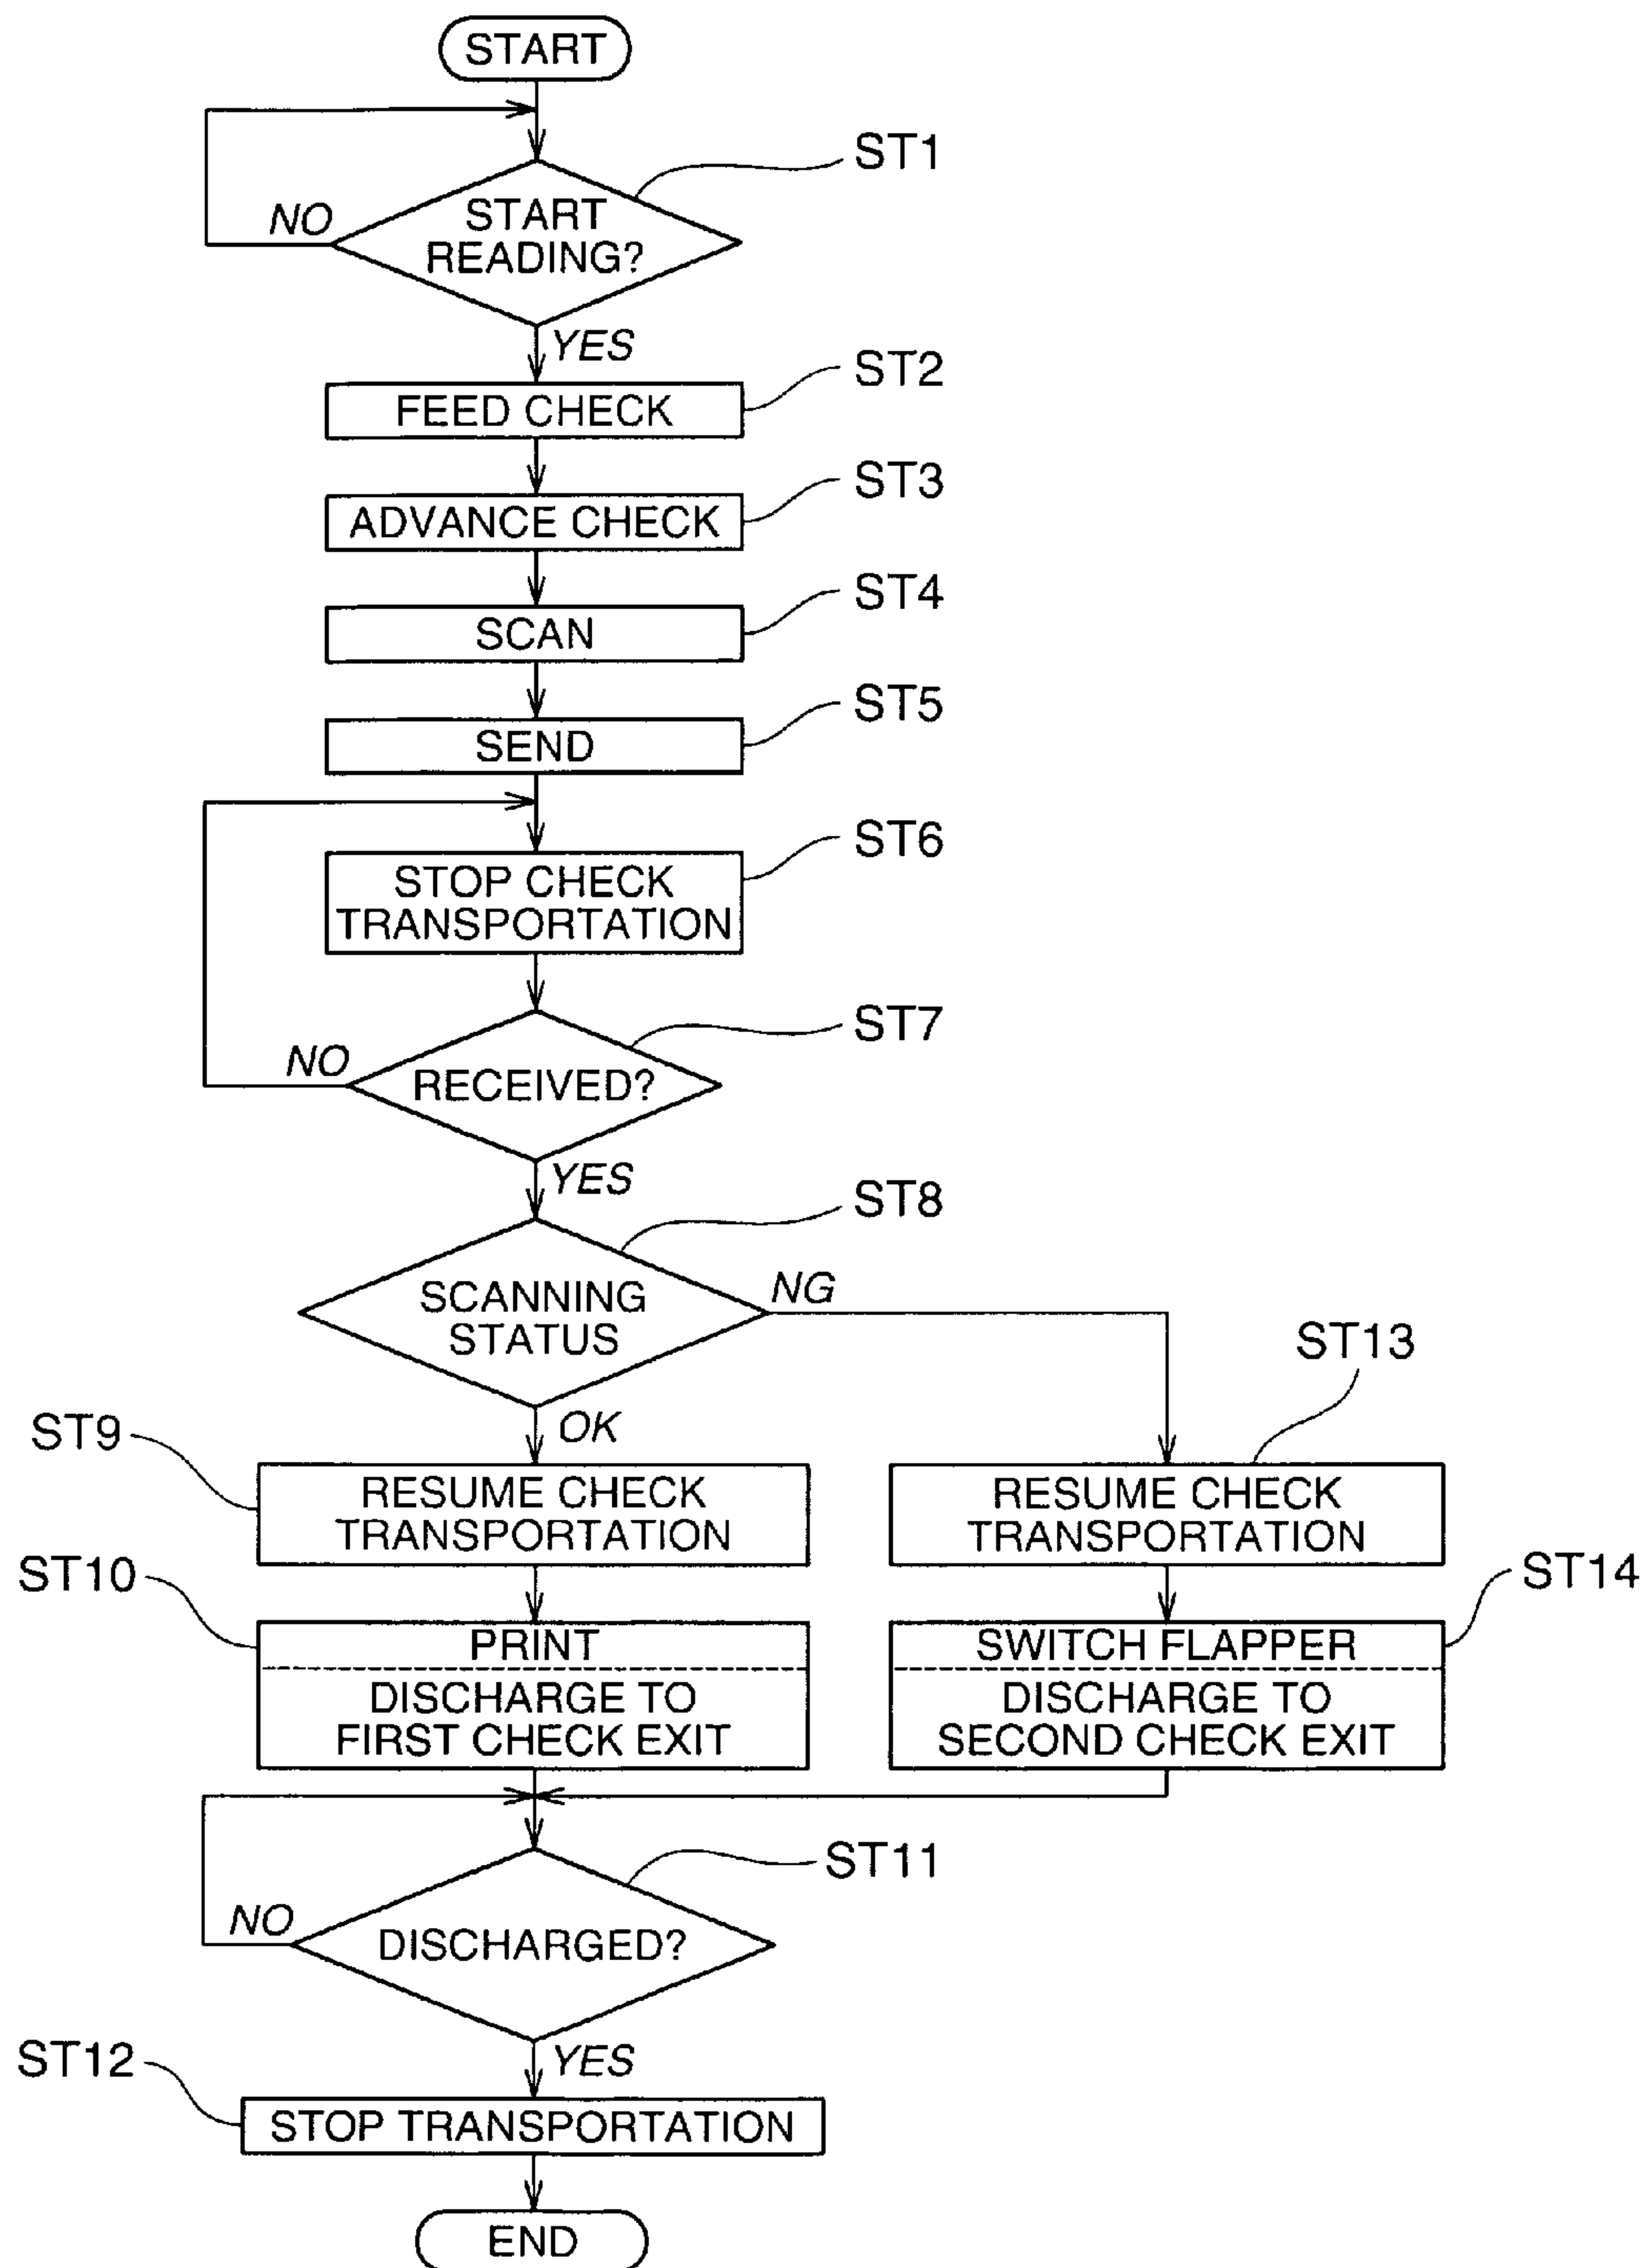 START
ST1
NO
START
READING?
YES
ST2
FEED CHECK
ST3
ADVANCE CHECK
ST4
SCAN
ST5
SEND
ST6
STOP CHECK
TRANSPORTATION
ST7
NO
RECEIVED?
YES
ST8
SCANNING
STATUS
NG
OK
ST13
ST9
RESUME CHECK
TRANSPORTATION
RESUME CHECK
TRANSPORTATION
ST10
ST14
PRINT
DISCHARGE TO
FIRST CHECK EXIT
SWITCH FLAPPER
DISCHARGE TO
SECOND CHECK EXIT
ST11
NO
DISCHARGED?
YES
ST12
STOP TRANSPORTATION
END